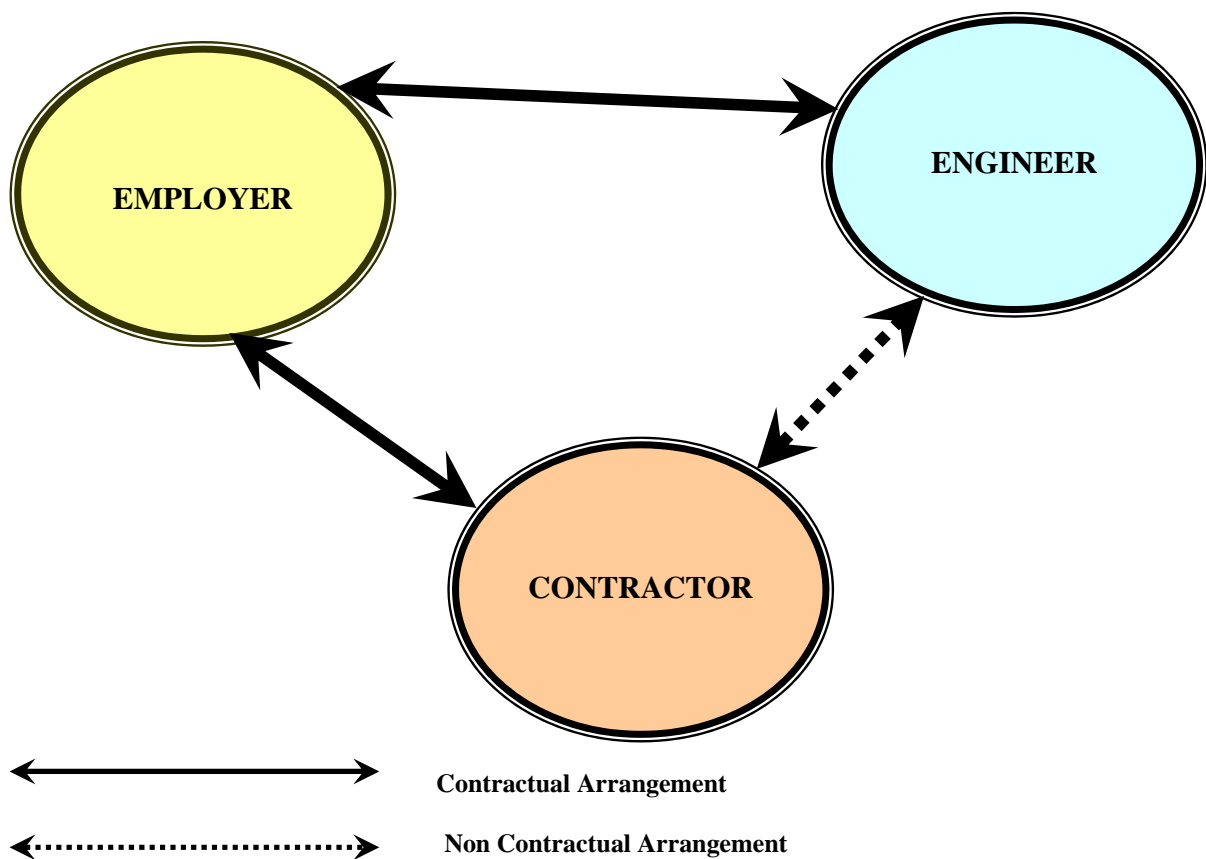 EMPLOYER
ENGINEER
CONTRACTOR
Contractual Arrangement
Non Contractual Arrangement